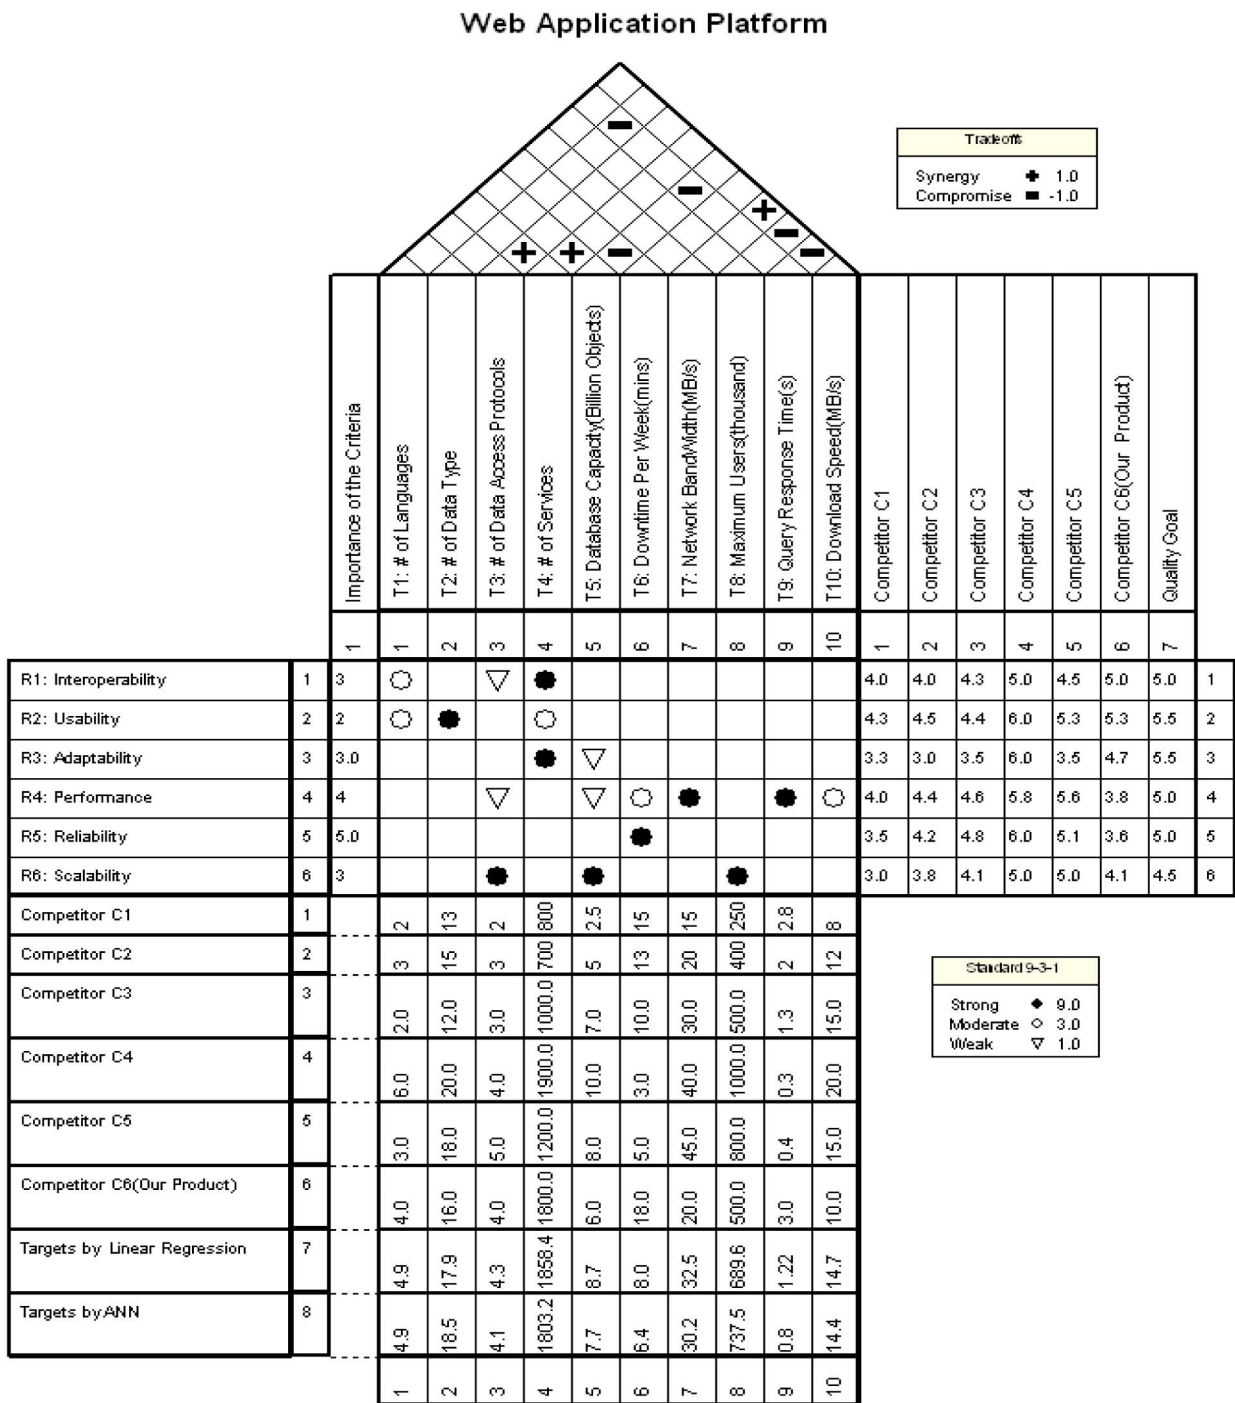 Web Application Platform
Tradeoffs
Synergy + 1.0
Compromise -1.0
Importance of the Criteria
T1: # of Languages
T2: # of Data Type
T3: # of Data Access Protocols
T4: # of Services
T5: Database Capacity(Billion Objects)
T6: Downtime Per Week(mins)
T7: Network BandWidth(MB/s)
T8: Maximum Users(thousand)
T9: Query Response Time(s)
T10: Download Speed(MB/s)
Competitor C1
Competitor C2
Competitor C3
Competitor C4
Competitor C5
Competitor C6(Our Product)
Quality Goal
1 1 2 3 4 5 6 7 8 9 10 1 2 3 4 5 6 7
R1: Interoperability 1 3 4.0 4.0 4.3 5.0 4.5 5.0 5.0 1
R2: Usability 2 2 4.3 4.5 4.4 6.0 5.3 5.3 5.5 2
R3: Adaptability 3 3.0 3.3 3.0 3.5 6.0 3.5 4.7 5.5 3
R4: Performance 4 4 4.0 4.4 4.6 5.8 5.6 3.8 5.0 4
R5: Reliability 5 5.0 3.5 4.2 4.8 6.0 5.1 3.6 5.0 5
R6: Scalability 6 3 3.0 3.8 4.1 5.0 5.0 4.1 4.5 6
Competitor C1 1 2 13 2 800 2.5 15 15 250 2.8 8
Competitor C2 2 3 15 3 700 5 13 20 400 2 12
Competitor C3 3 2.0 12.0 3.0 1000.0 7.0 10.0 30.0 500.0 1.3 15.0
Competitor C4 4 6.0 20.0 4.0 1900.0 10.0 3.0 40.0 1000.0 0.3 20.0
Competitor C5 5 3.0 18.0 5.0 1200.0 8.0 5.0 45.0 800.0 0.4 15.0
Competitor C6(Our Product) 6 4.0 16.0 4.0 1800.0 6.0 18.0 20.0 500.0 3.0 10.0
Targets by Linear Regression 7 4.9 17.9 4.3 1858.4 8.7 8.0 32.5 689.6 1.22 14.7
Targets by ANN 8 4.9 18.5 4.1 1803.2 7.7 6.4 30.2 737.5 0.8 14.4
1 2 3 4 5 6 7 8 9 10
Standard 9-3-1
Strong 9.0
Moderate 3.0
Weak 1.0